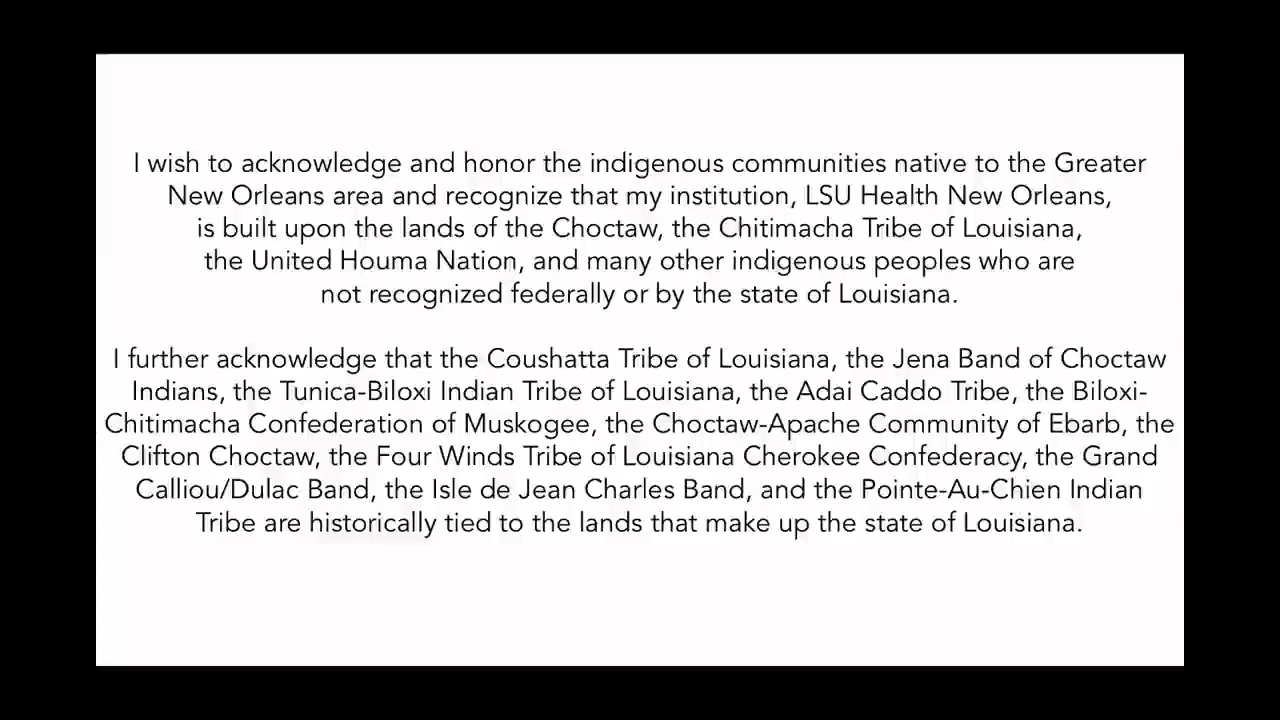 I wish to acknowledge and honor the indigenous communities native to the Greater
New Orleans area and recognize that my institution, LSU Health New Orleans,
is built upon the lands of the Choctaw, the Chitimacha Tribe of Louisiana,
the United Houma Nation, and many other indigenous peoples who are
not recognized federally or by the state of Louisiana.
I further acknowledge that the Coushatta Tribe of Louisiana, the Jena Band of Choctaw
Indians, the Tunica-Biloxi Indian Tribe of Louisiana, the Adai Caddo Tribe, the Biloxi-
Chitimacha Confederation of Muskogee, the Choctaw-Apache Community of Ebarb, the
Clifton Choctaw, the Four Winds Tribe of Louisiana Cherokee Confederacy, the Grand
Calliou/Dulac Band, the Isle de Jean Charles Band, and the Pointe-Au-Chien Indian
Tribe are historically tied to the lands that make up the state of Louisiana.